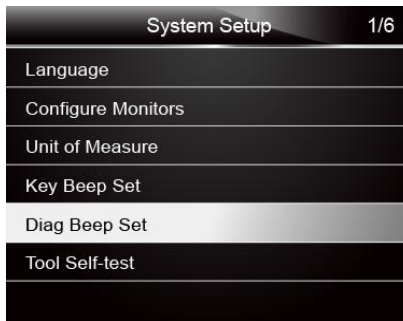 System Setup 1/6
Language
Configure Monitors
Unit of Measure
Key Beep Set
Diag Beep Set
Tool Self-test